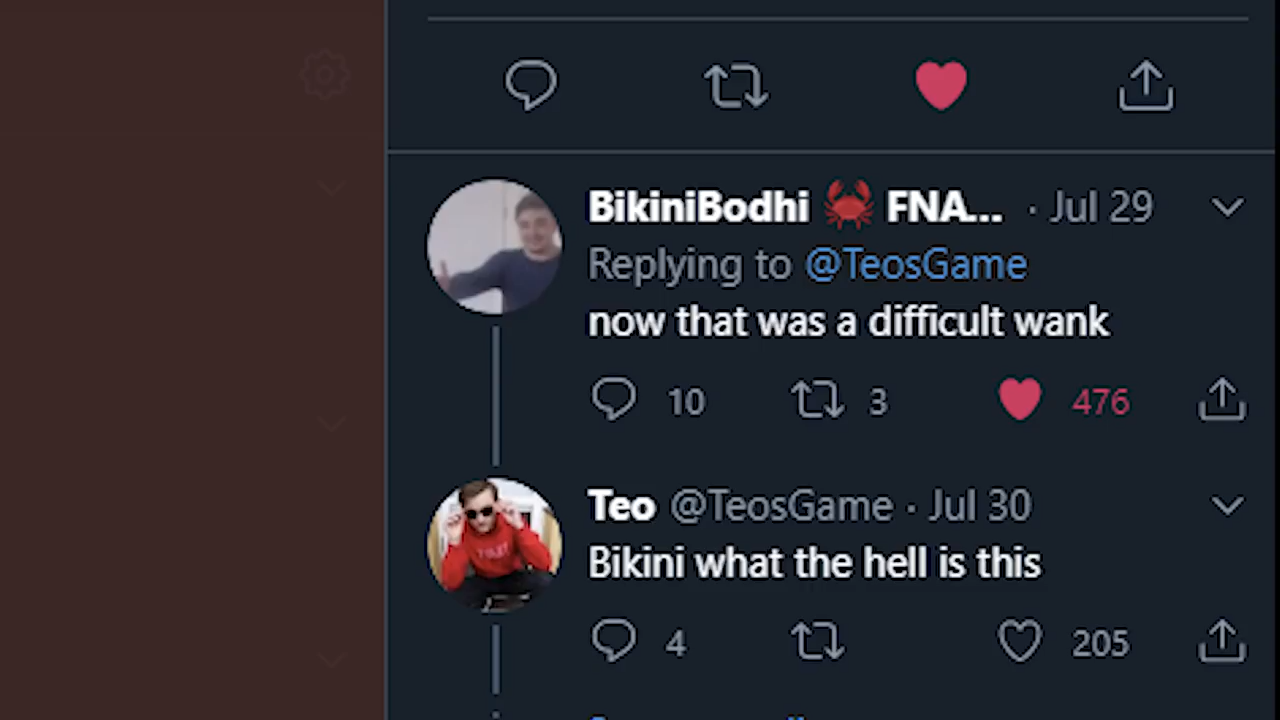 BikiniBodhi 🦀 FNA... · Jul 29
Replying to @TeosGame
now that was a difficult wank
10 3 476
Teo @TeosGame · Jul 30
Bikini what the hell is this
4 205